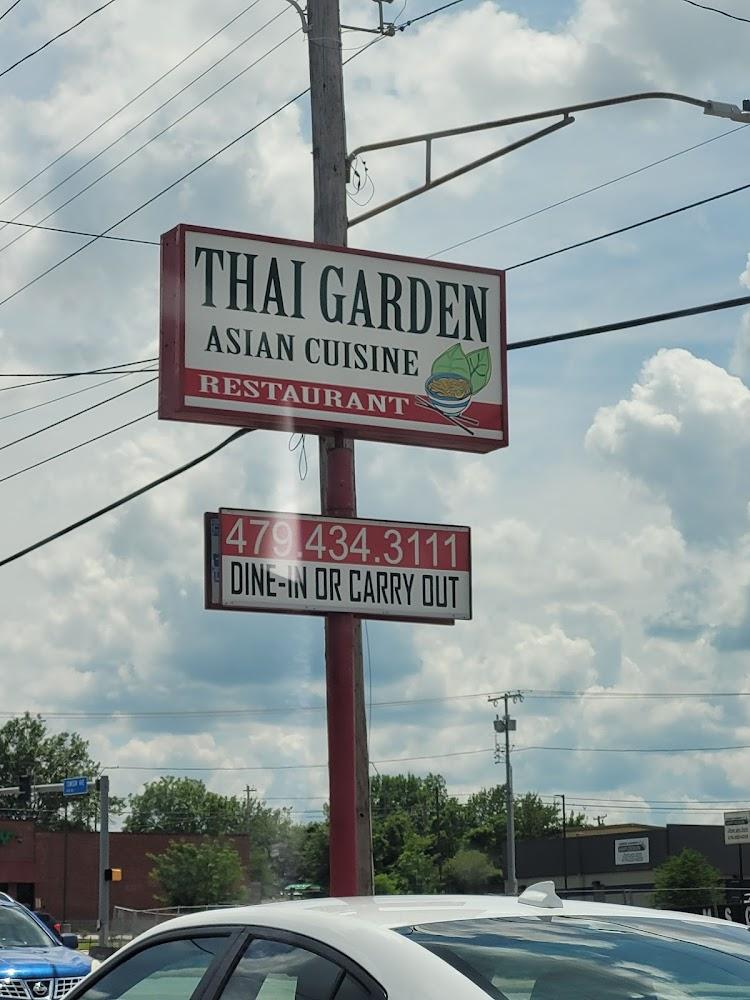 THAI GARDEN
ASIAN CUISINE
RESTAURANT
479.434.3111
DINE-IN OR CARRY OUT